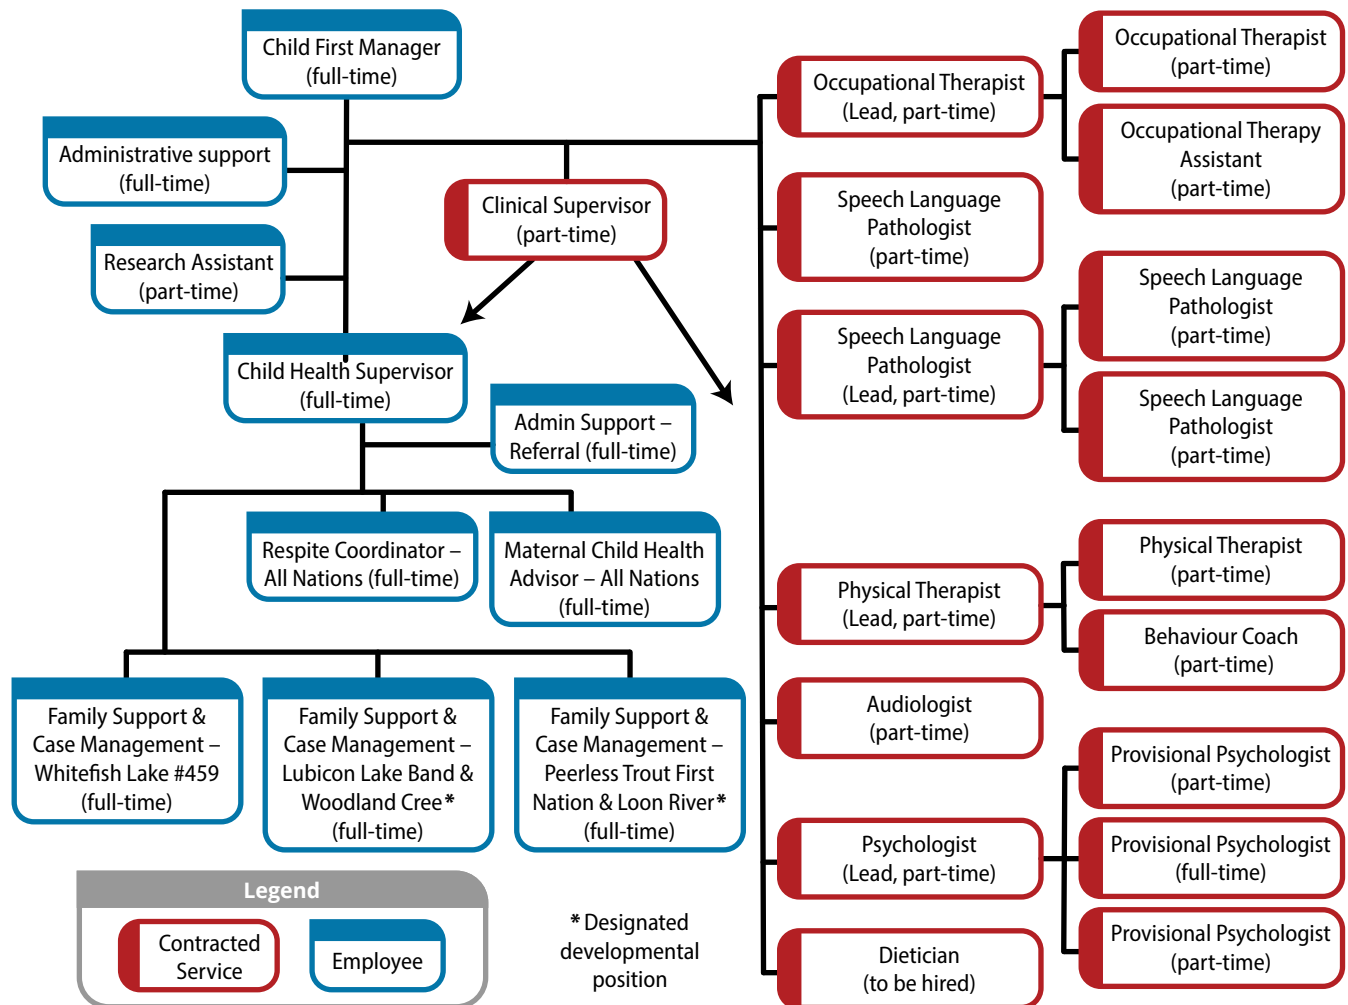 Child First Manager
(full-time)
Administrative support
(full-time)
Research Assistant
(part-time)
Clinical Supervisor
(part-time)
Child Health Supervisor
(full-time)
Admin Support –
Referral (full-time)
Respite Coordinator –
All Nations (full-time)
Maternal Child Health
Advisor – All Nations
(full-time)
Family Support &
Case Management –
Whitefish Lake #459
(full-time)
Family Support &
Case Management –
Lubicon Lake Band &
Woodland Cree*
(full-time)
Family Support &
Case Management –
Peerless Trout First
Nation & Loon River*
(full-time)
Occupational Therapist
(Lead, part-time)
Occupational Therapist
(part-time)
Occupational Therapy
Assistant
(part-time)
Speech Language
Pathologist
(part-time)
Speech Language
Pathologist
(Lead, part-time)
Speech Language
Pathologist
(part-time)
Speech Language
Pathologist
(part-time)
Physical Therapist
(Lead, part-time)
Physical Therapist
(part-time)
Behaviour Coach
(part-time)
Audiologist
(part-time)
Psychologist
(Lead, part-time)
Provisional Psychologist
(part-time)
Provisional Psychologist
(full-time)
Provisional Psychologist
(part-time)
Dietician
(to be hired)
Legend
Contracted
Service
Employee
* Designated
developmental
position